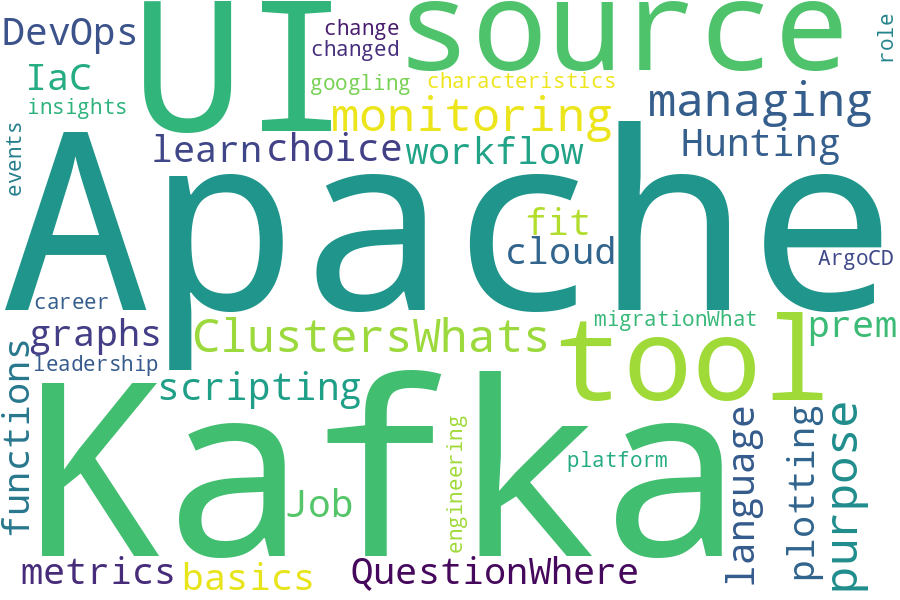 UI
source
change
changed
role
DevOps
IaC
googling
characteristics
insights
monitoring
managing
events
learn
choice
workflow
Hunting
Apache
fit
cloud
ArgoCD
career
graphs
leadership
ClustersWhats
migrationWhat
tool
prem
functions
scripting
Kafka
Job
engineering
platform
language
plotting
purpose
metrics
basics
QuestionWhere